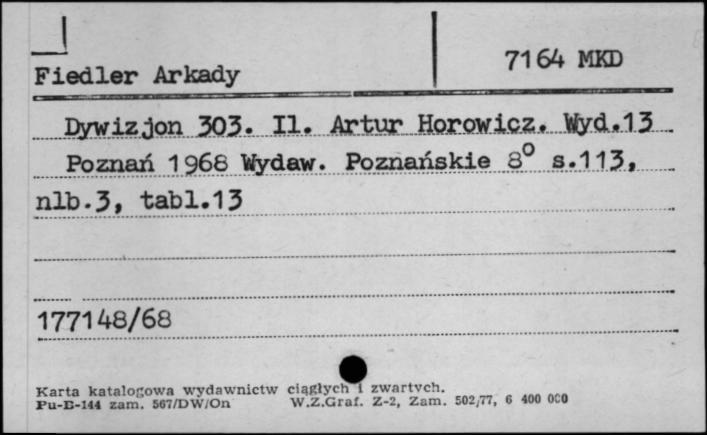 7164 MKD
Fiedler Arkady
Dywizjon 303. Il. Artur Horowicz. Wyd.13
Poznań 1968 Wydaw. Poznańskie 8° s.113,
nlb.3, tabl.13
177148/68
Karta katalogowa wydawnictw ciągłych i zwartych.
Pu-E-144 zam. 567/DW/On W.Z.Graf. Z-2, Zam. 502/77, 6 400 000